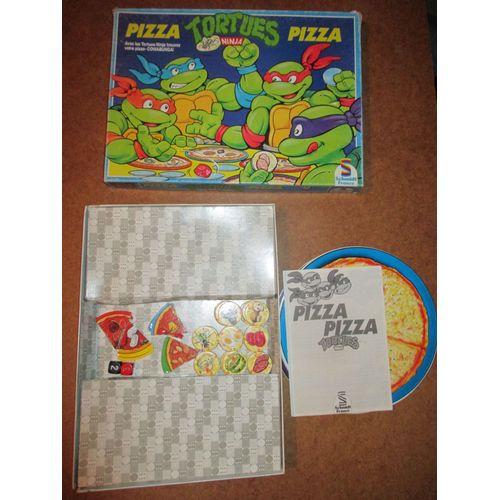 PIZZA TORTUES PIZZA
NINJA
Avec les Tortues Ninja trouvez
votre pizza - COWABUNGA!
S
Schmidt
France
2
PIZZA
PIZZA
TORTUES
S
Schmidt
France